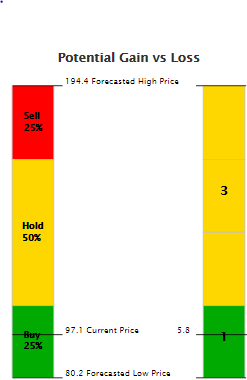 Potential Gain vs Loss
194.4 Forecasted High Price
Sell
25%
3
Hold
50%
Buy
25%
97.1 Current Price
5.8
1
80.2 Forecasted Low Price